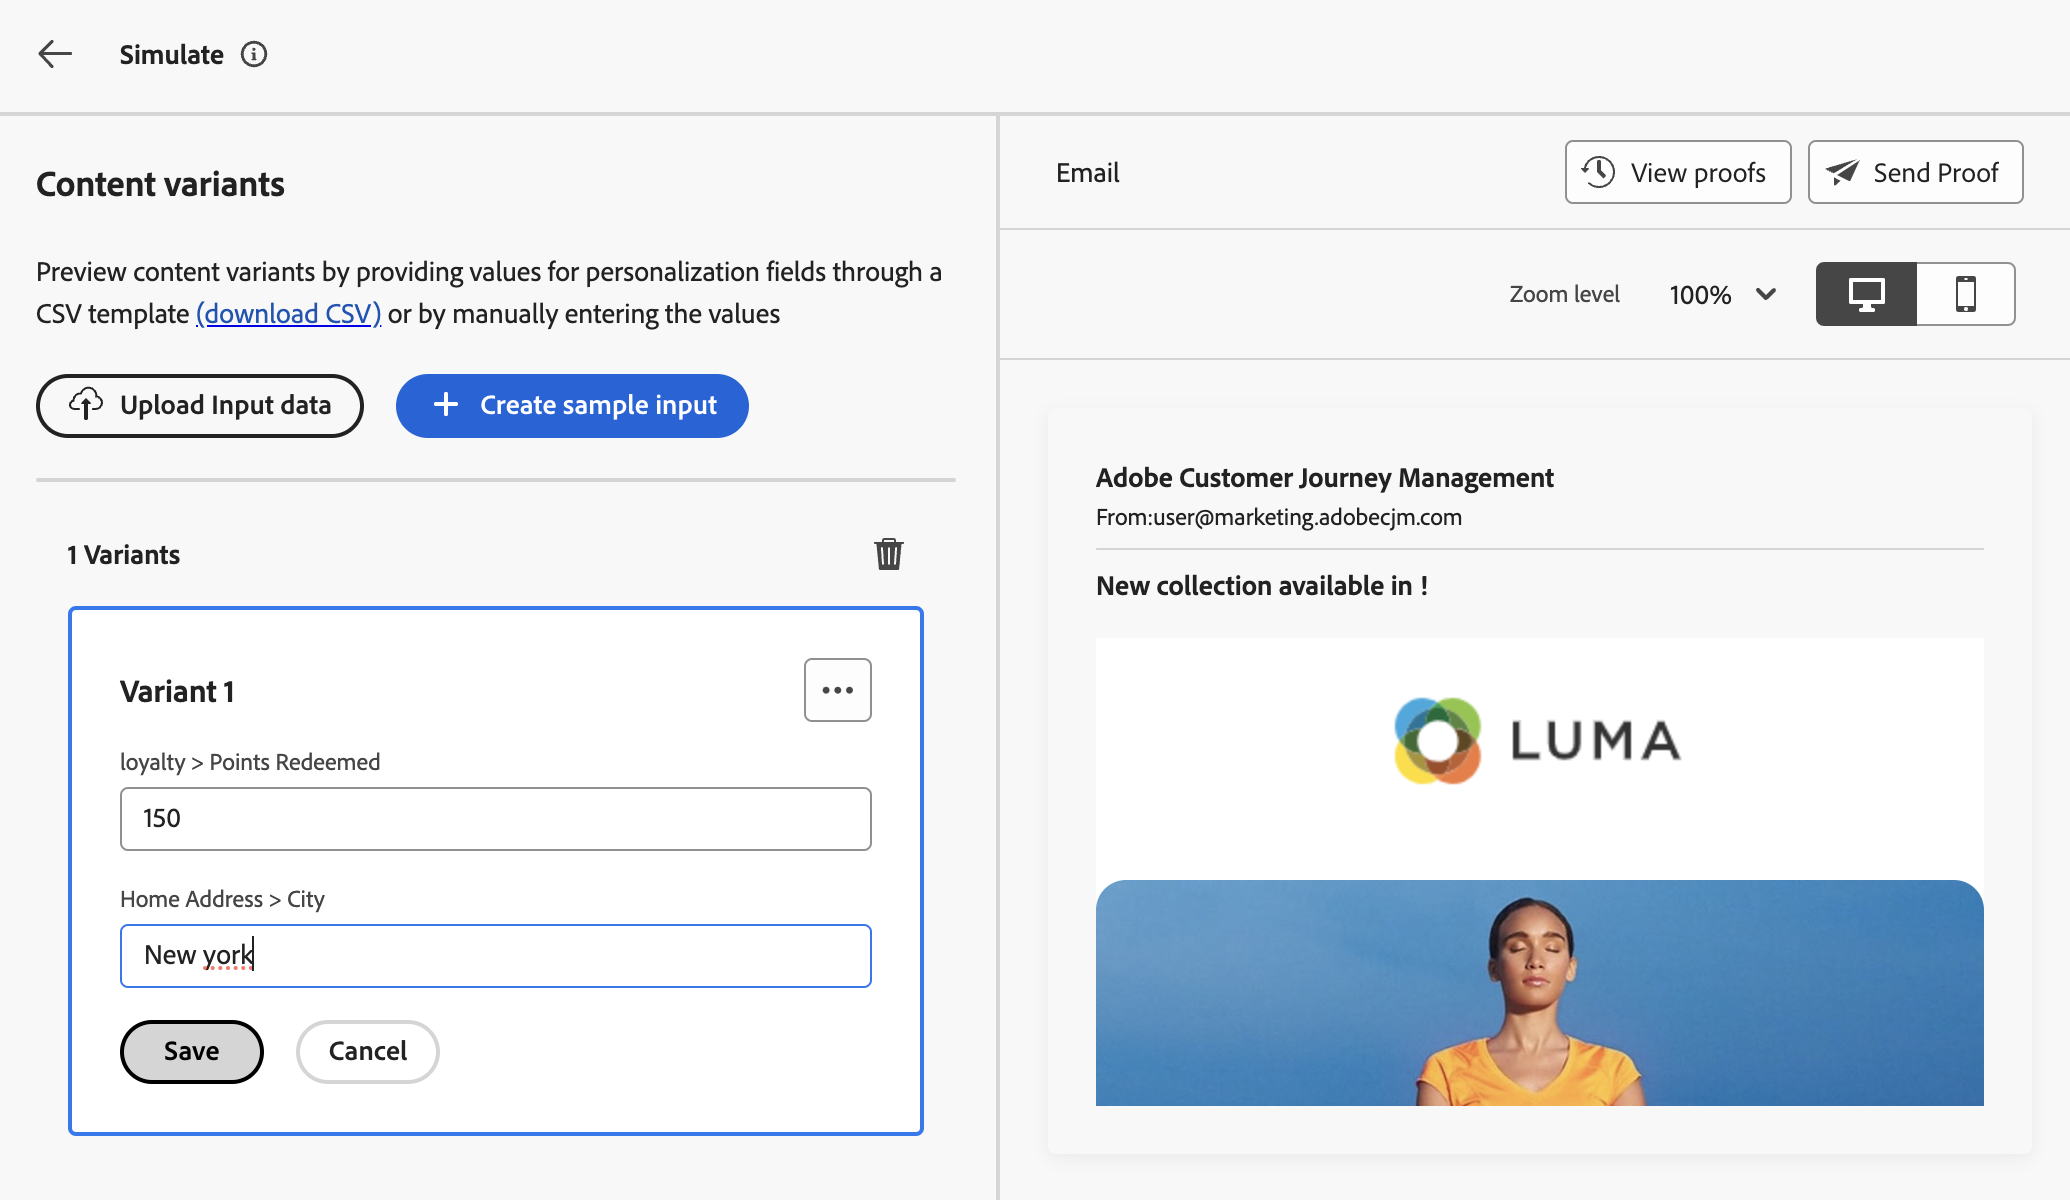 Simulate
Content variants
Preview content variants by providing values for personalization fields through a
CSV template (download CSV) or by manually entering the values
Upload Input data
Create sample input
1 Variants
Variant 1
loyalty > Points Redeemed
150
Home Address > City
New york
Save
Cancel
Email
View proofs
Send Proof
Zoom level
100%
Adobe Customer Journey Management
From:user@marketing.adobecjm.com
New collection available in !
LUMA